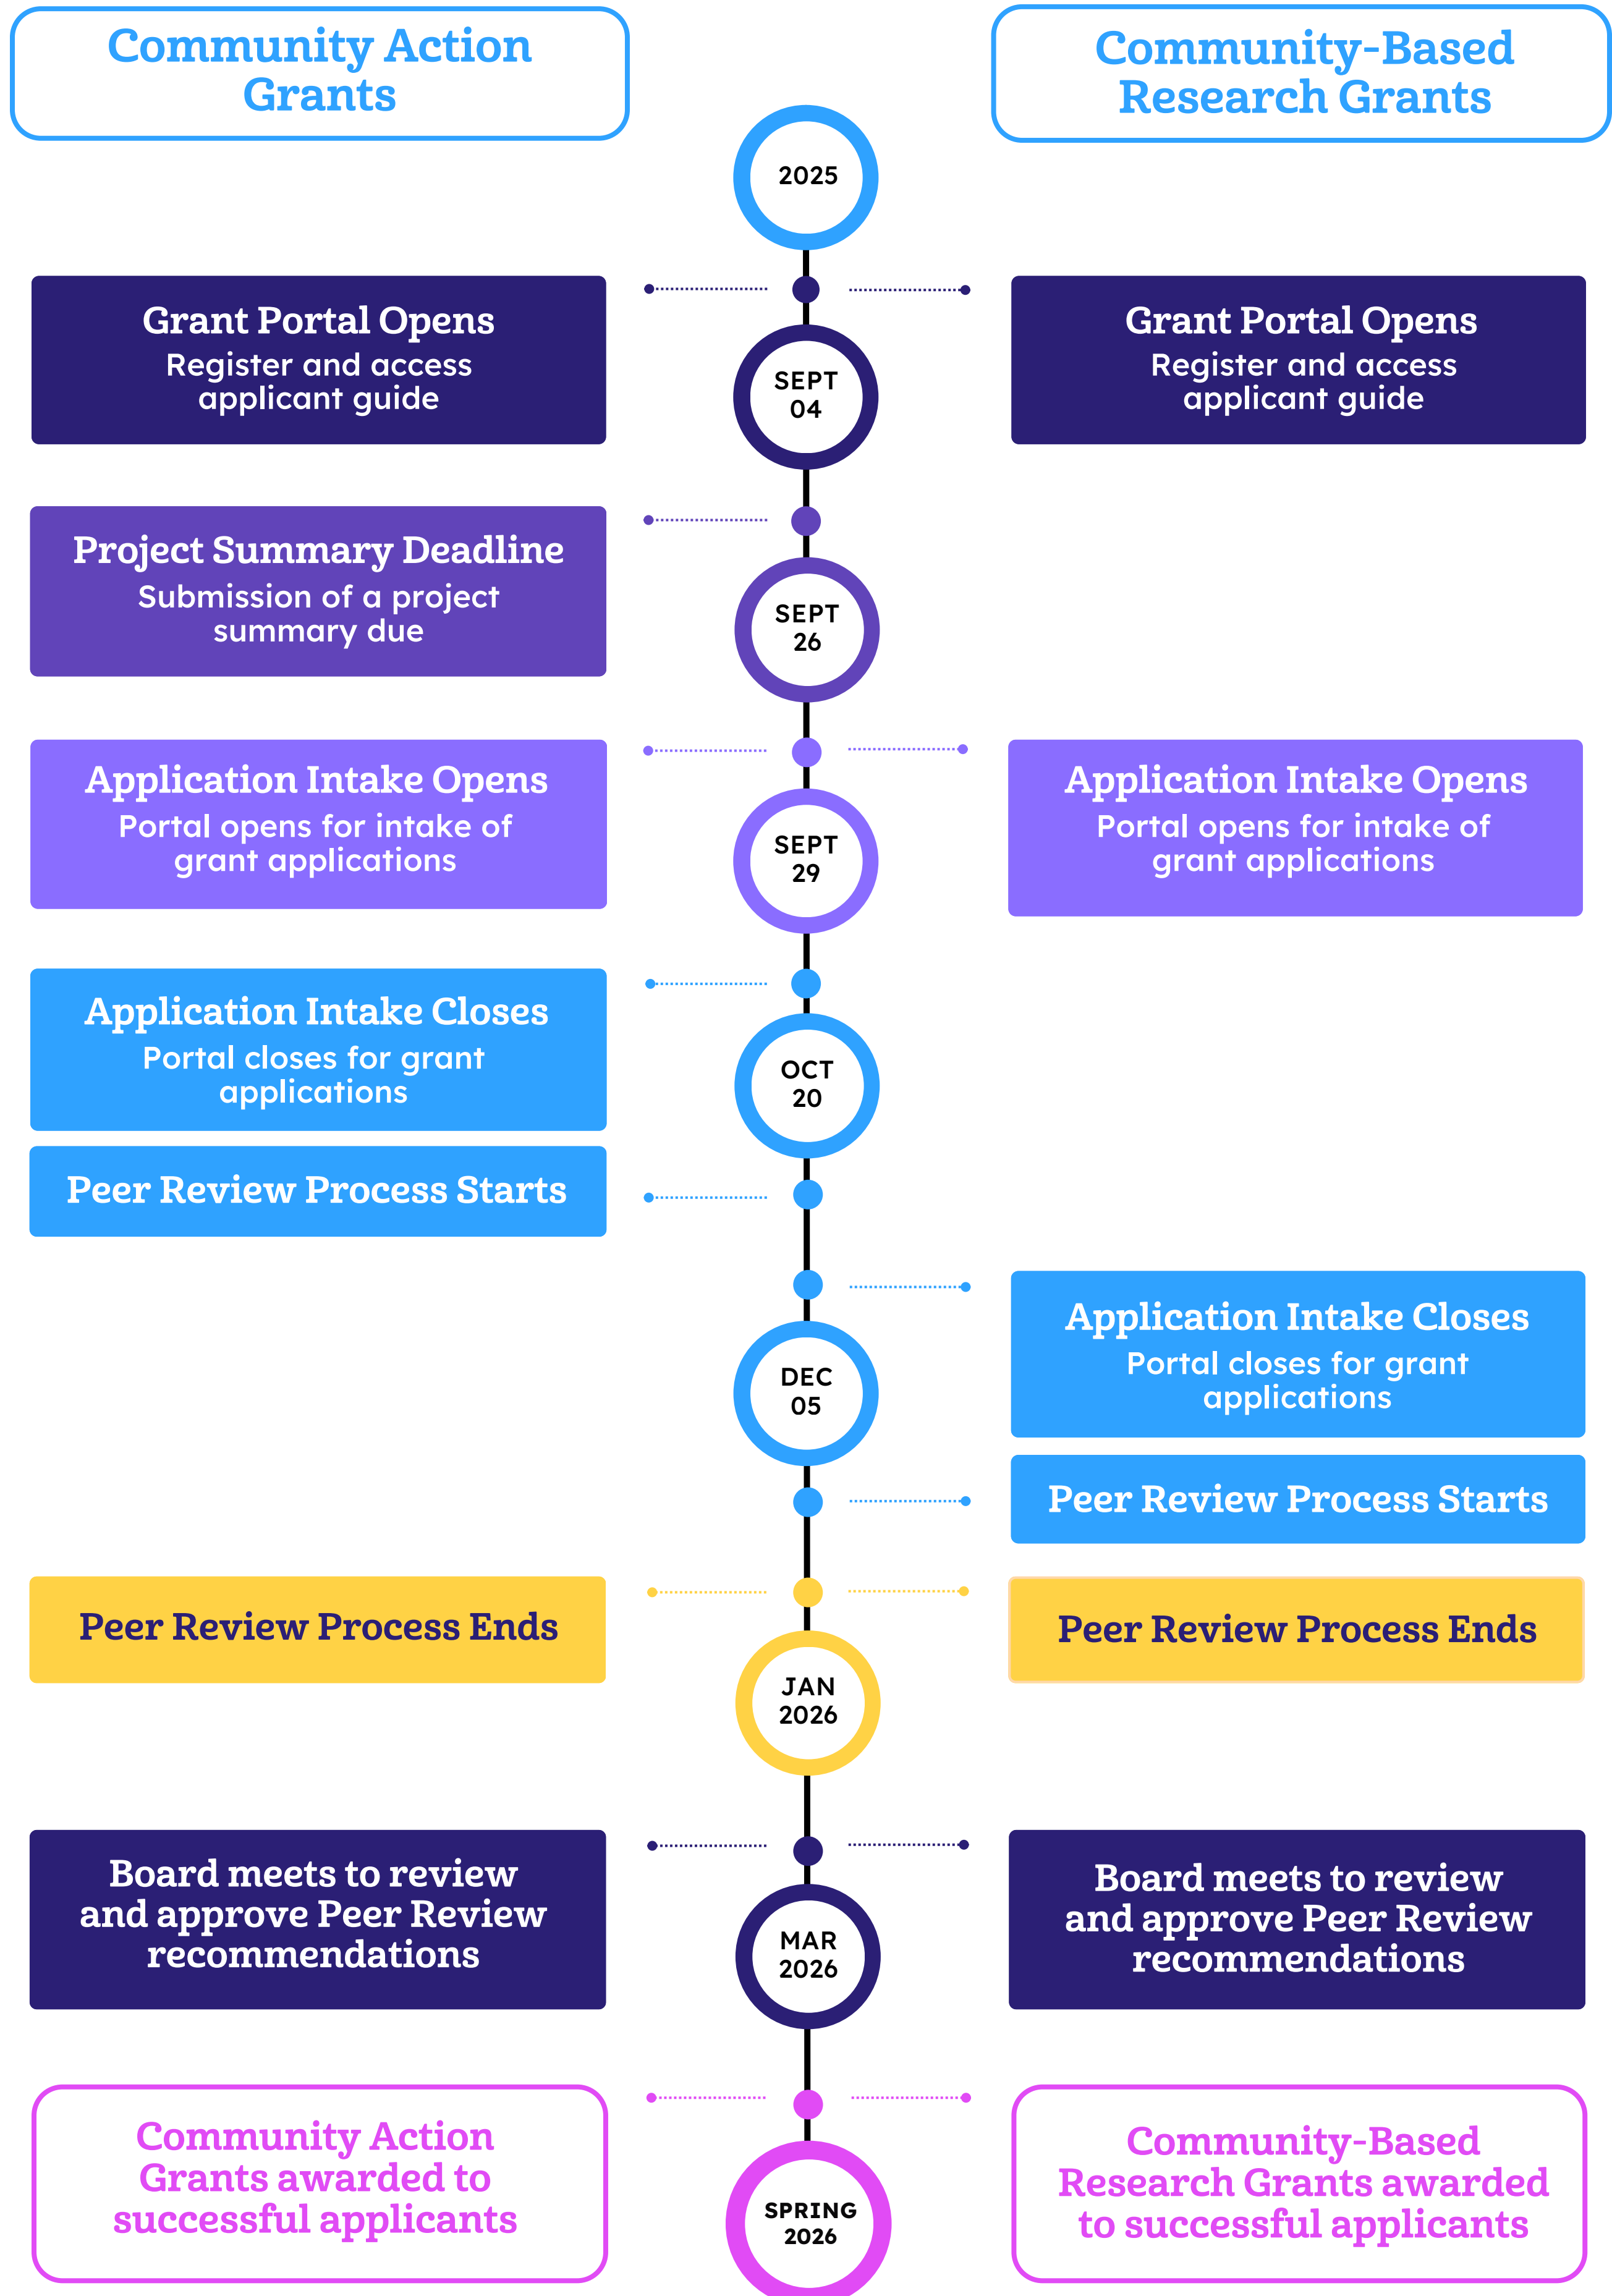 Community Action
Grants
Community-Based
Research Grants
2025
Grant Portal Opens
Register and access
applicant guide
SEPT
04
Grant Portal Opens
Register and access
applicant guide
Project Summary Deadline
Submission of a project
summary due
SEPT
26
Application Intake Opens
Portal opens for intake of
grant applications
SEPT
29
Application Intake Opens
Portal opens for intake of
grant applications
Application Intake Closes
Portal closes for grant
applications
OCT
20
Peer Review Process Starts
Application Intake Closes
Portal closes for grant
applications
DEC
05
Peer Review Process Starts
Peer Review Process Ends
JAN
2026
Peer Review Process Ends
Board meets to review
and approve Peer Review
recommendations
MAR
2026
Board meets to review
and approve Peer Review
recommendations
Community Action
Grants awarded to
successful applicants
SPRING
2026
Community-Based
Research Grants awarded
to successful applicants